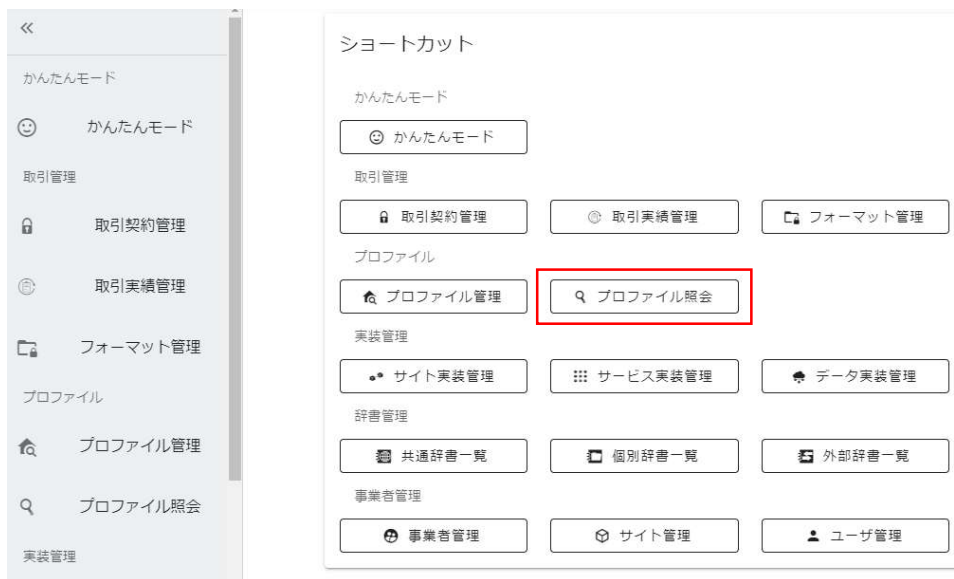 かんたんモード
かんたんモード
取引管理
取引契約管理
取引実績管理
フォーマット管理
プロファイル
プロファイル管理
プロファイル照会
実装管理
ショートカット
かんたんモード
かんたんモード
取引管理
取引契約管理 取引実績管理 フォーマット管理
プロファイル
プロファイル管理 プロファイル照会
実装管理
サイト実装管理 サービス実装管理 データ実装管理
辞書管理
共通辞書一覧 個別辞書一覧 外部辞書一覧
事業者管理
事業者管理 サイト管理 ユーザ管理